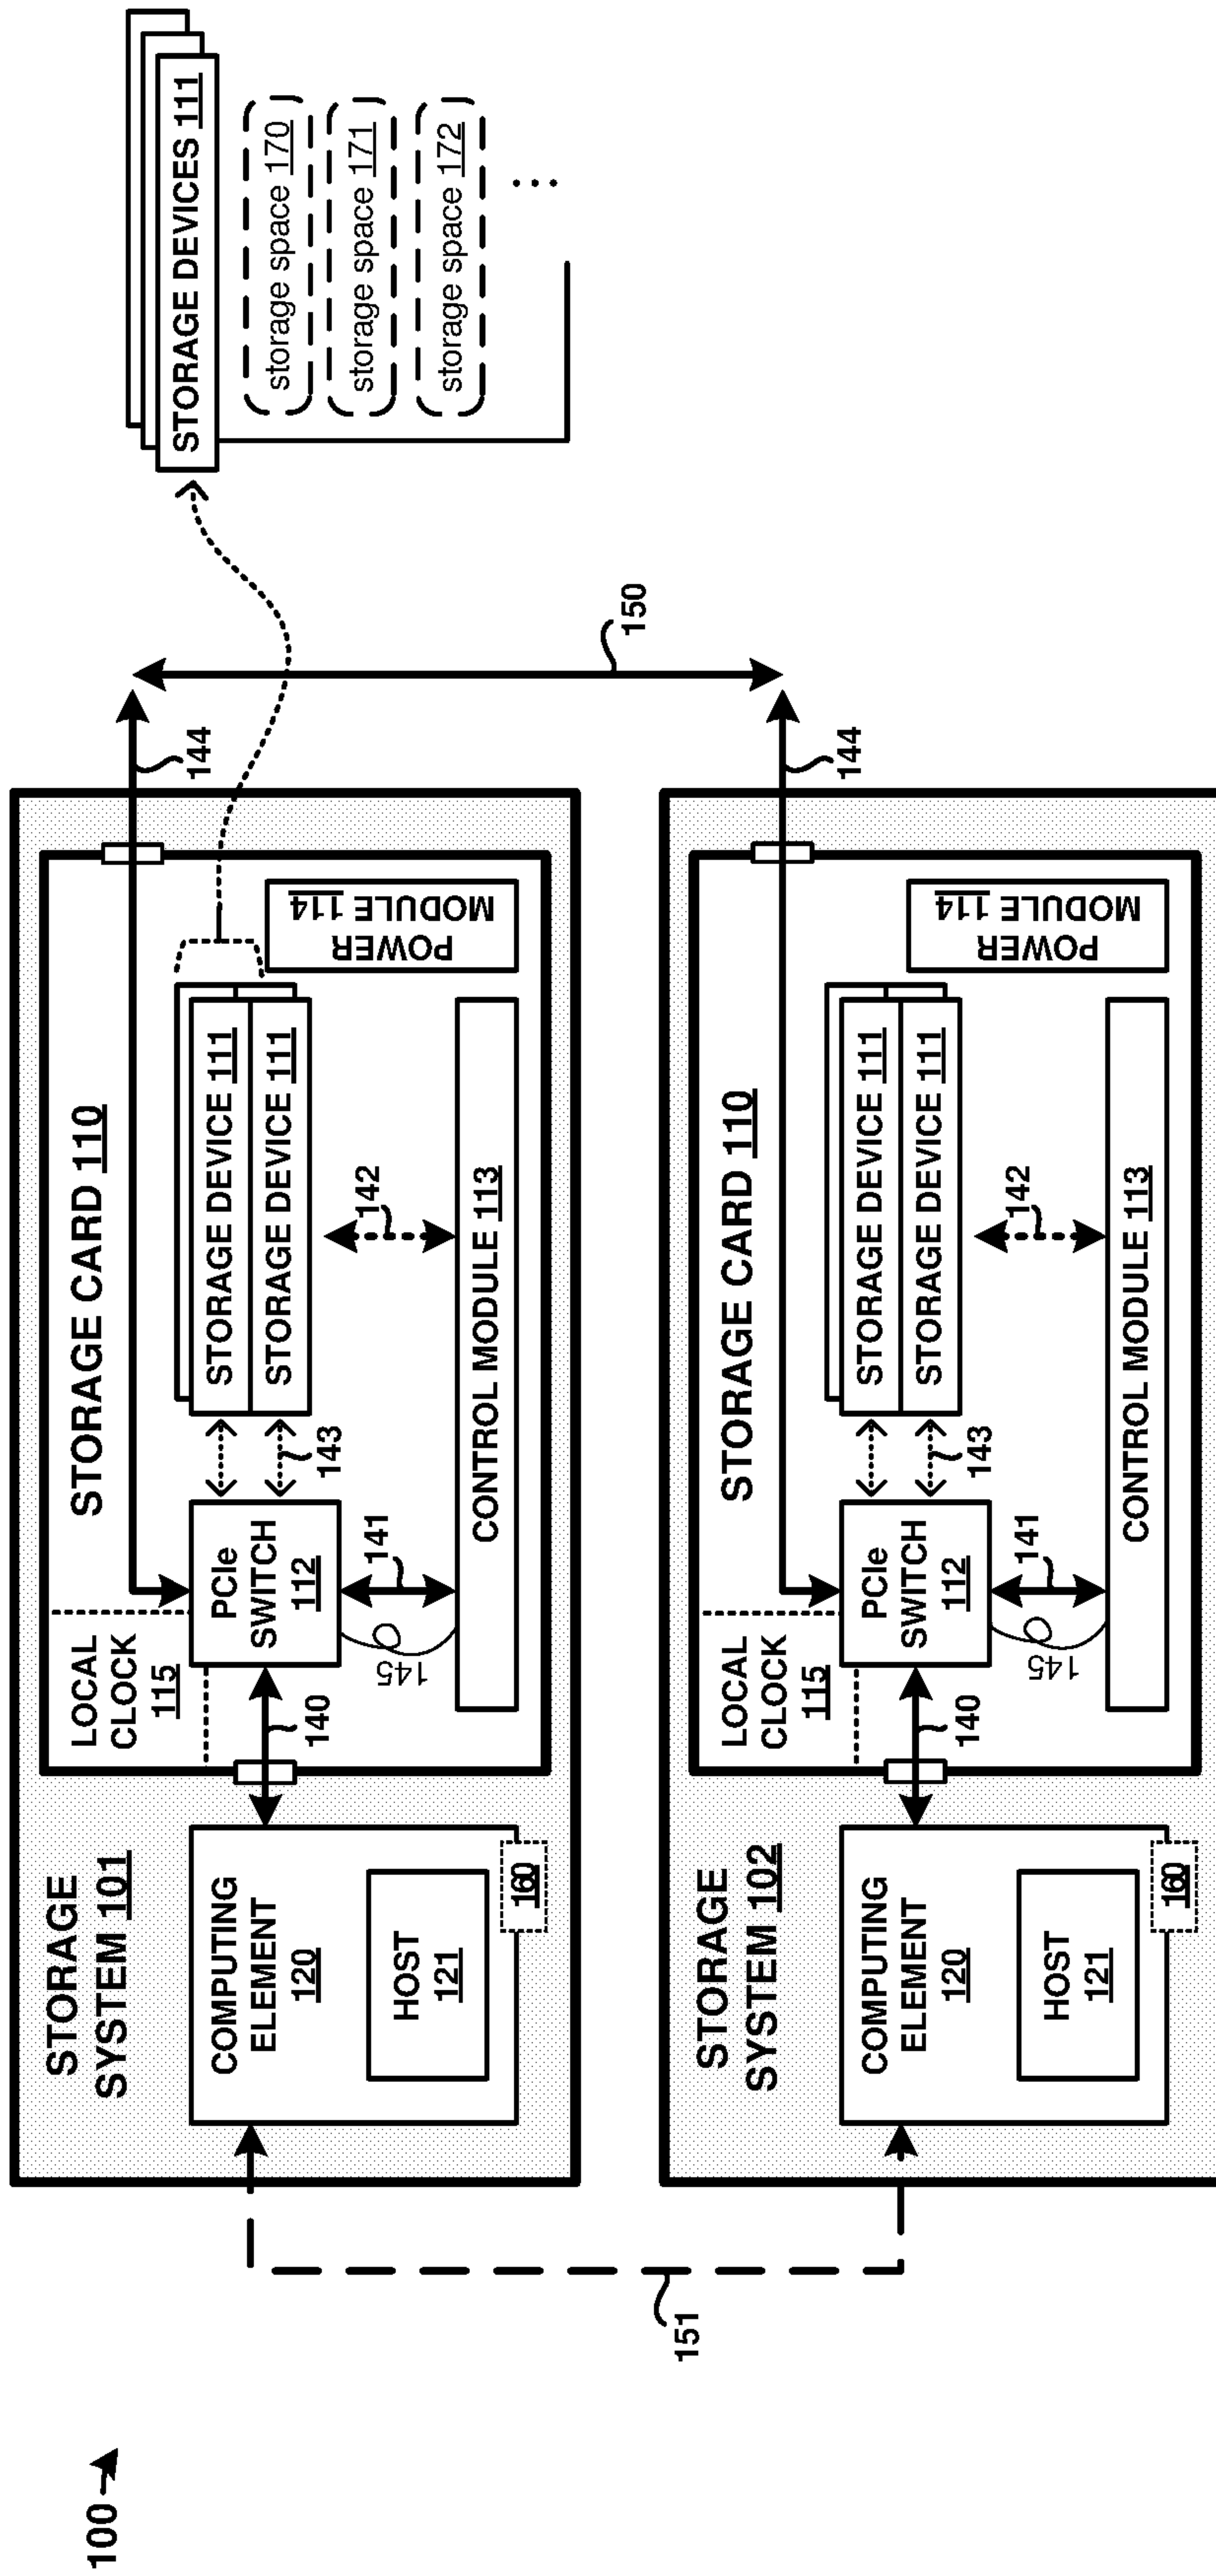 100
STORAGE
SYSTEM 101
COMPUTING
ELEMENT
120
HOST
121
160
140
LOCAL
CLOCK
115
STORAGE CARD 110
PCIe
SWITCH
112
145
141
143
STORAGE DEVICE 111
STORAGE DEVICE 111
142
CONTROL MODULE 113
POWER
MODULE 114
144
151
150
STORAGE DEVICES 111
storage space 170
storage space 171
storage space 172
...
STORAGE
SYSTEM 102
COMPUTING
ELEMENT
120
HOST
121
160
140
LOCAL
CLOCK
115
STORAGE CARD 110
PCIe
SWITCH
112
145
141
143
STORAGE DEVICE 111
STORAGE DEVICE 111
142
CONTROL MODULE 113
POWER
MODULE 114
144